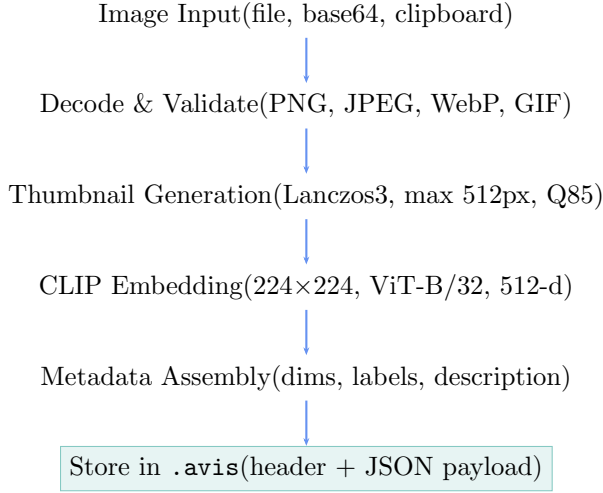 Image Input(file, base64, clipboard)
Decode & Validate(PNG, JPEG, WebP, GIF)
Thumbnail Generation(Lanczos3, max 512px, Q85)
CLIP Embedding(224×224, ViT-B/32, 512-d)
Metadata Assembly(dims, labels, description)
Store in .avis(header + JSON payload)